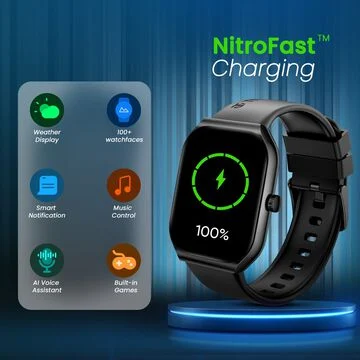 NitroFast™
Charging
Weather
Display
100+
watchfaces
Smart
Notification
Music
Control
AI Voice
Assistant
Built-In
Games
100%